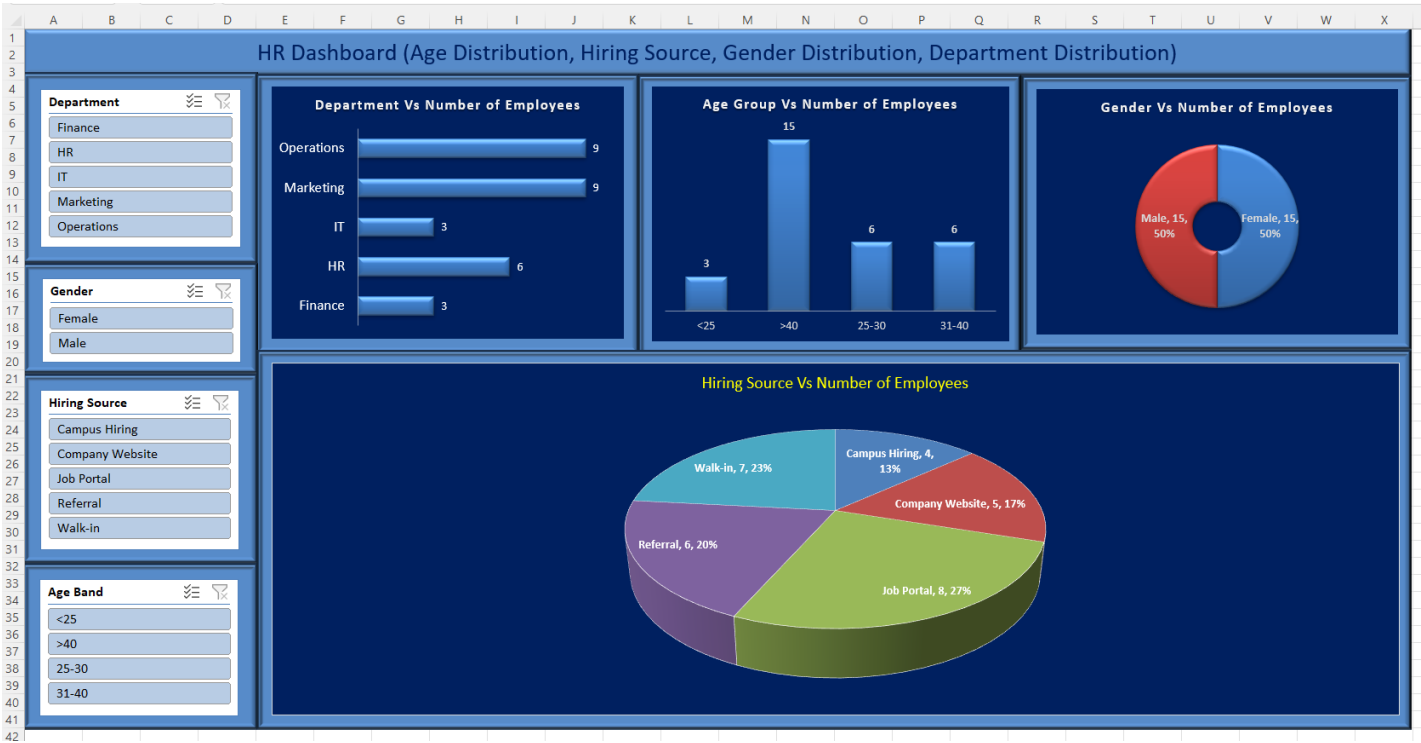 A B C D E F G H I J K L M N O P Q R S T U V W X
1
2
3
4
5
6
7
8
9
10
11
12
13
14
15
16
17
18
19
20
21
22
23
24
25
26
27
28
29
30
31
32
33
34
35
36
37
38
39
40
41
42
HR Dashboard (Age Distribution, Hiring Source, Gender Distribution, Department Distribution)
Department
Finance
HR
IT
Marketing
Operations
Gender
Female
Male
Hiring Source
Campus Hiring
Company Website
Job Portal
Referral
Walk-in
Age Band
<25
>40
25-30
31-40
Department Vs Number of Employees
Operations 9
Marketing 9
IT 3
HR 6
Finance 3
Age Group Vs Number of Employees
15
6 6
3
<25 >40 25-30 31-40
Gender Vs Number of Employees
Male, 15,
50%
Female, 15,
50%
Hiring Source Vs Number of Employees
Campus Hiring, 4,
13%
Walk-in, 7, 23%
Company Website, 5, 17%
Referral, 6, 20%
Job Portal, 8, 27%